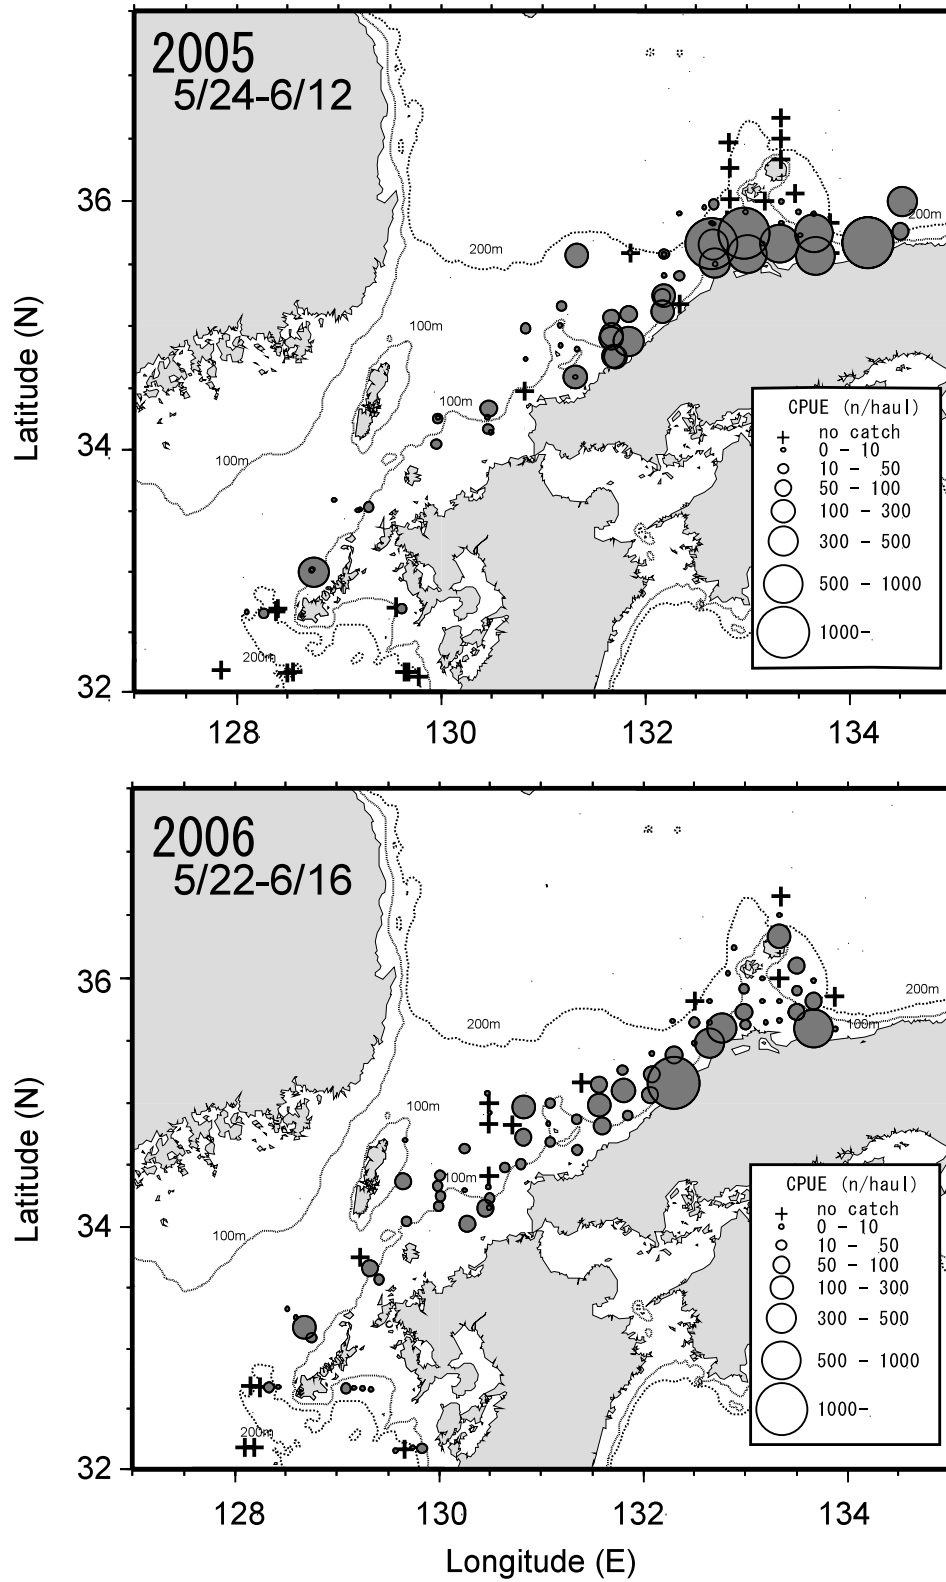 2005
5/24-6/12
36
200m
200m
100m
100m
100m
34
200m
32
Latitude (N)
CPUE (n/haul)
no catch
0 - 10
10 - 50
50 - 100
100 - 300
300 - 500
500 - 1000
1000-
128
130
132
134
2006
5/22-6/16
36
200m
200m
100m
100m
100m
34
100m
200m
32
Latitude (N)
CPUE (n/haul)
no catch
0 - 10
10 - 50
50 - 100
100 - 300
300 - 500
500 - 1000
1000-
128
130
132
134
Longitude (E)